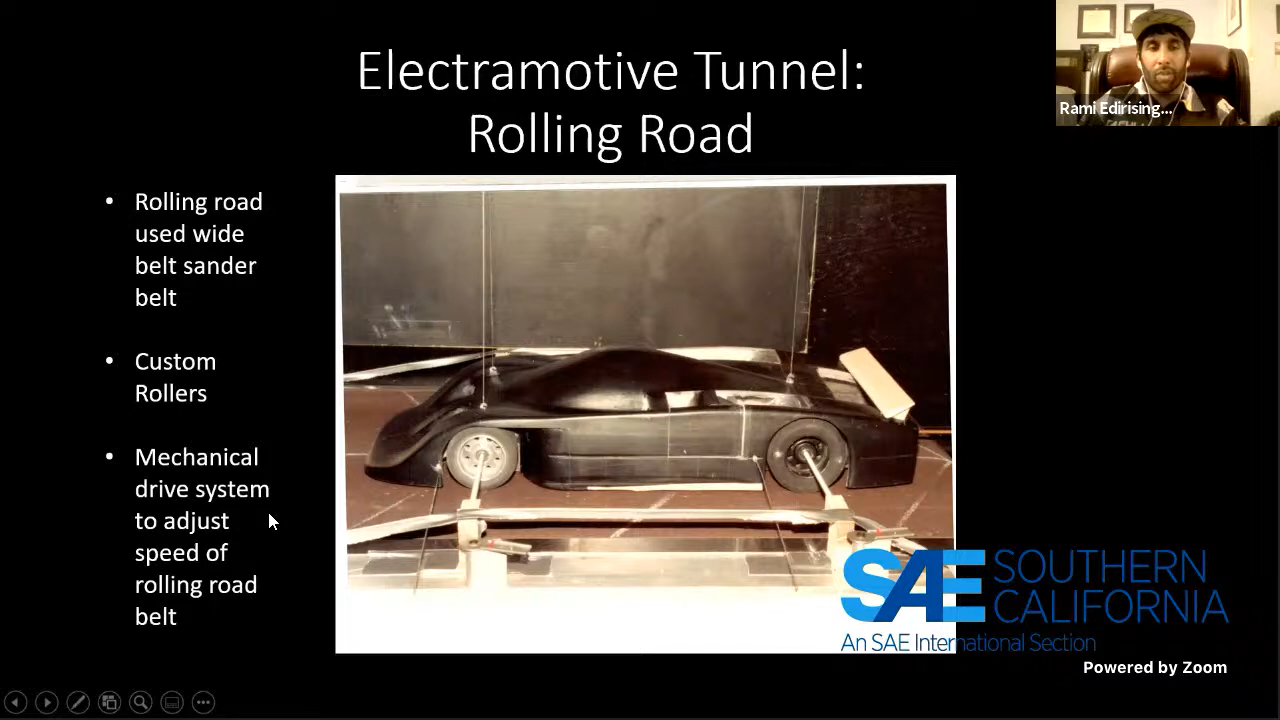 Electramotive Tunnel:
Rolling Road
Rami Edirising...
• Rolling road
used wide
belt sander
belt
• Custom
Rollers
• Mechanical
drive system
to adjust
speed of
rolling road
belt
SAE SOUTHERN
CALIFORNIA
An SAE International Section
Powered by Zoom